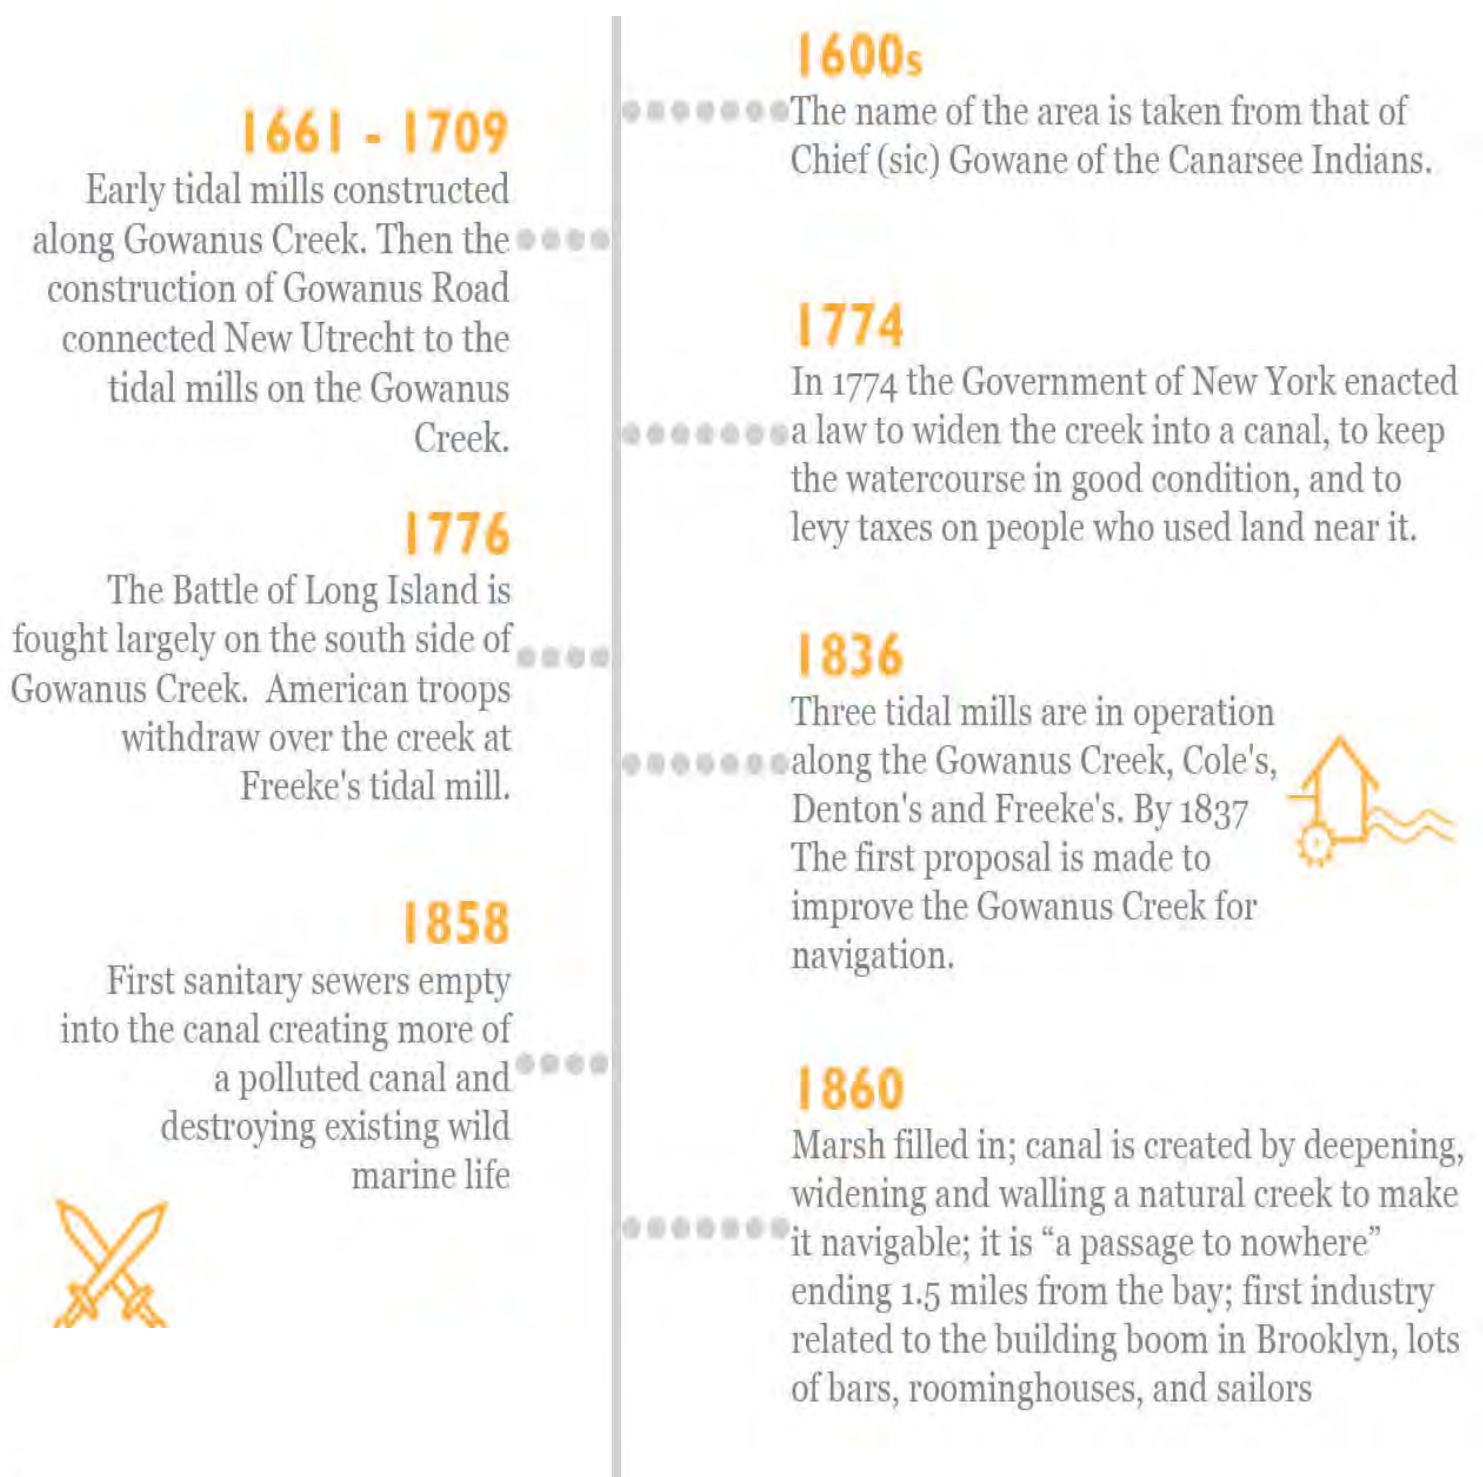 1600s
The name of the area is taken from that of
Chief (sic) Gowane of the Canarsee Indians.
1661 - 1709
Early tidal mills constructed
along Gowanus Creek. Then the
construction of Gowanus Road
connected New Utrecht to the
tidal mills on the Gowanus
Creek.
1774
In 1774 the Government of New York enacted
a law to widen the creek into a canal, to keep
the watercourse in good condition, and to
levy taxes on people who used land near it.
1776
The Battle of Long Island is
fought largely on the south side of
Gowanus Creek. American troops
withdraw over the creek at
Freeke's tidal mill.
1836
Three tidal mills are in operation
along the Gowanus Creek, Cole's,
Denton's and Freeke's. By 1837
The first proposal is made to
improve the Gowanus Creek for
navigation.
1858
First sanitary sewers empty
into the canal creating more of
a polluted canal and
destroying existing wild
marine life
1860
Marsh filled in; canal is created by deepening,
widening and walling a natural creek to make
it navigable; it is “a passage to nowhere”
ending 1.5 miles from the bay; first industry
related to the building boom in Brooklyn, lots
of bars, roominghouses, and sailors